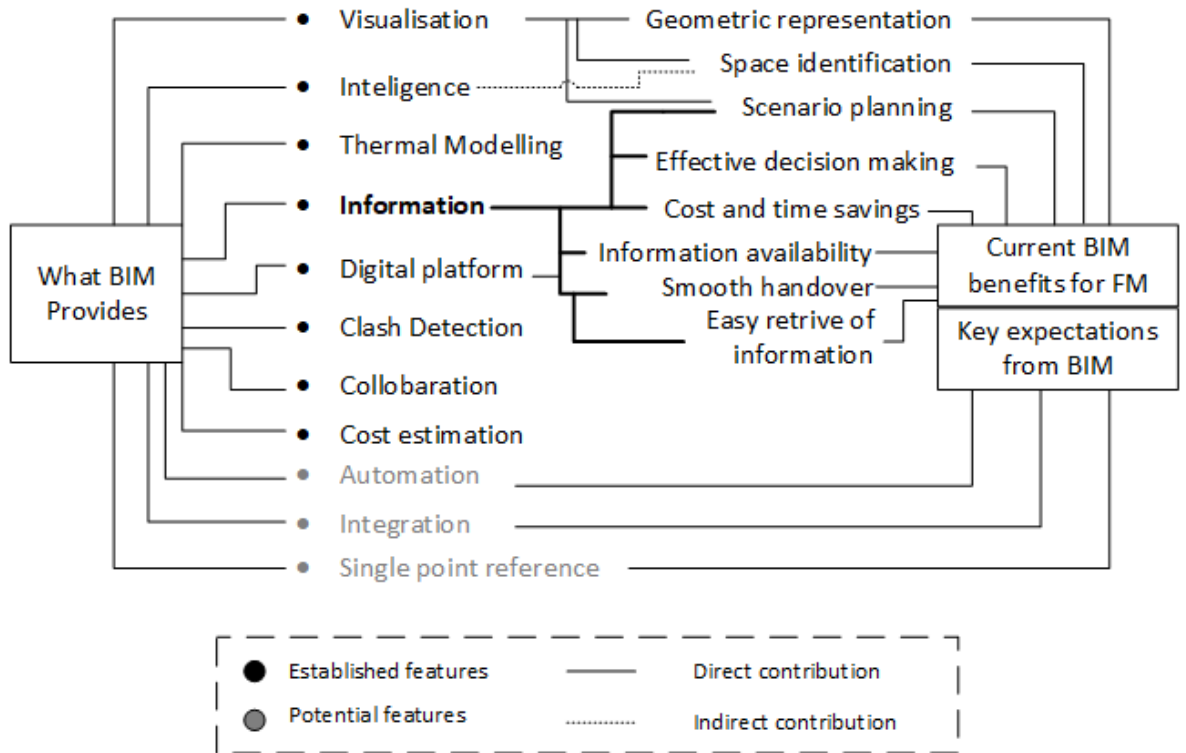 What BIM
Provides
Visualisation
Inteligence
Thermal Modelling
Information
Digital platform
Clash Detection
Collobaration
Cost estimation
Automation
Integration
Single point reference
Geometric representation
Space identification
Scenario planning
Effective decision making
Cost and time savings
Information availability
Smooth handover
Easy retrive of
information
Current BIM
benefits for FM
Key expectations
from BIM
Established features
Direct contribution
Potential features
Indirect contribution